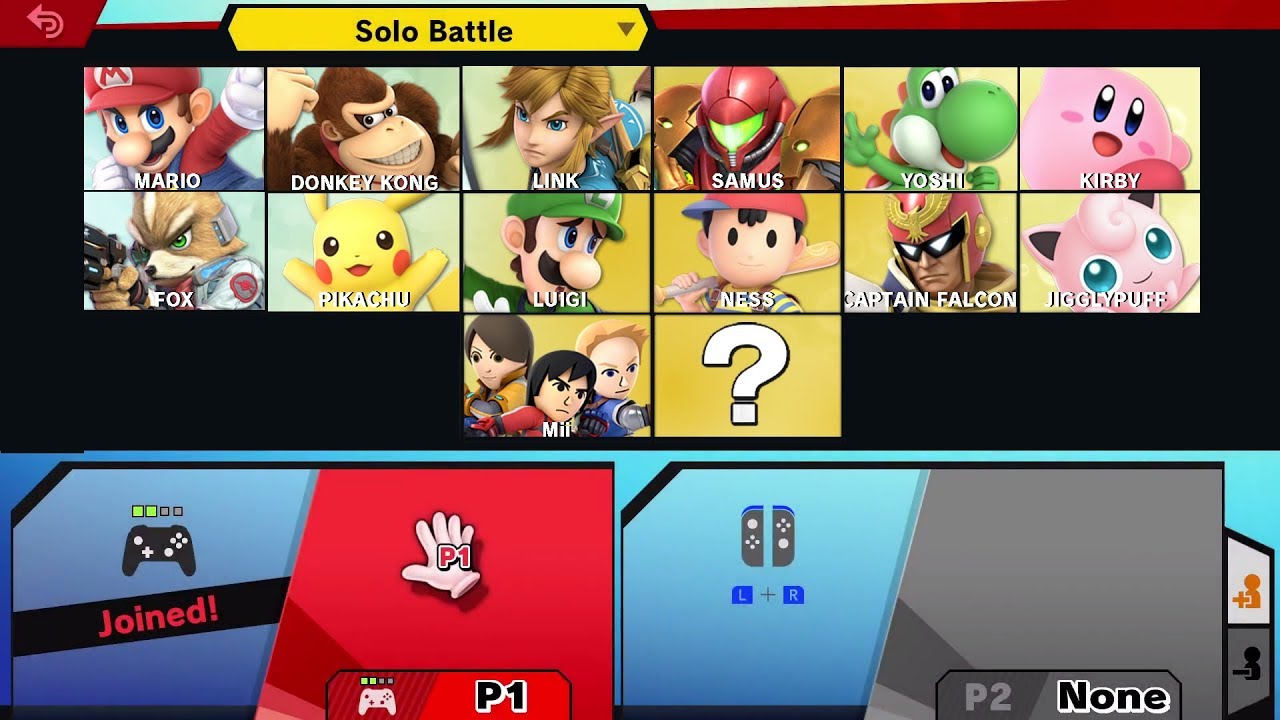 Solo Battle
M
L
MARIO
DONKEY KONG
LINK
SAMUS
YOSHI
KIRBY
FOX
PIKACHU
LUIGI
NESS
CAPTAIN FALCON
JIGGLYPUFF
Mii
?
Joined!
P1
L + R
P1
P2 None